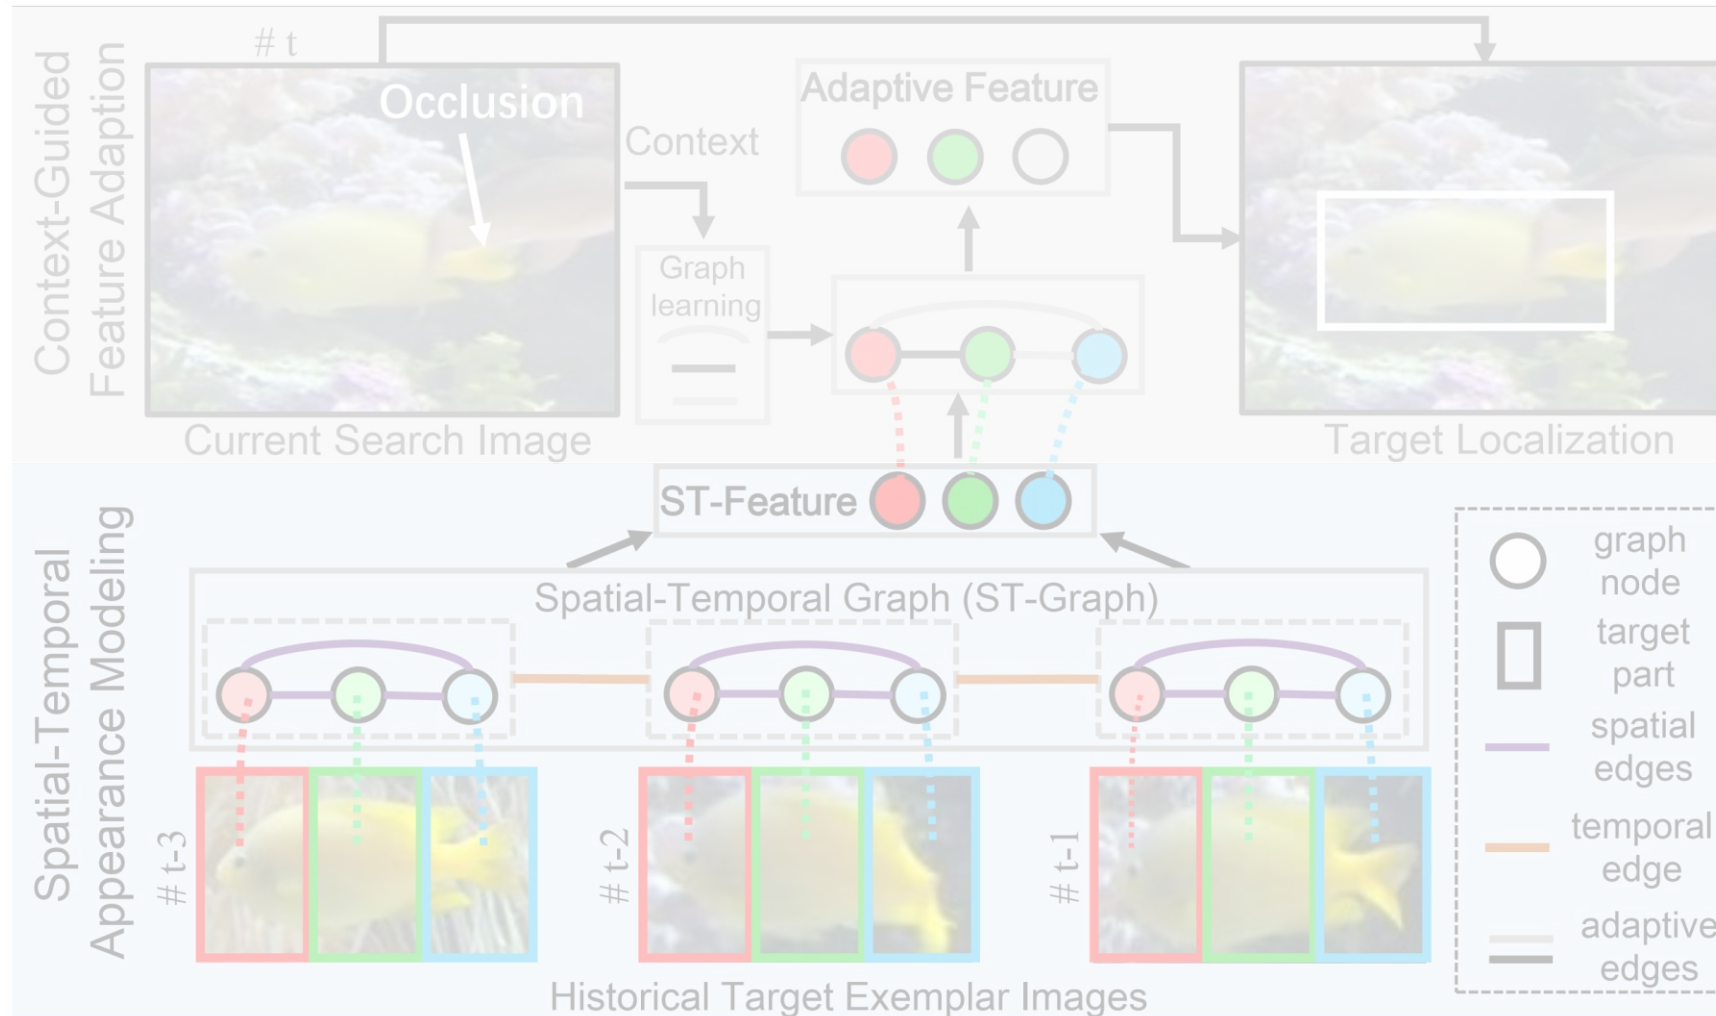 Context-Guided
Feature Adaption
# t
Occlusion
Context
Graph
learning
Adaptive Feature
Current Search Image
Target Localization
Spatial-Temporal
Appearance Modeling
ST-Feature
Spatial-Temporal Graph (ST-Graph)
# t-3
# t-2
# t-1
Historical Target Exemplar Images
graph
node
target
part
spatial
edges
temporal
edge
adaptive
edges